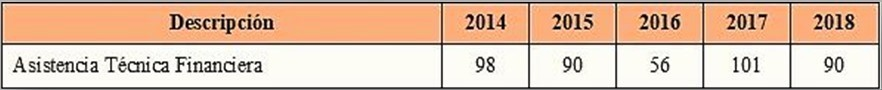 Descripción 2014 2015 2016 2017 2018
Asistencia Técnica Financiera 98 90 56 101 90